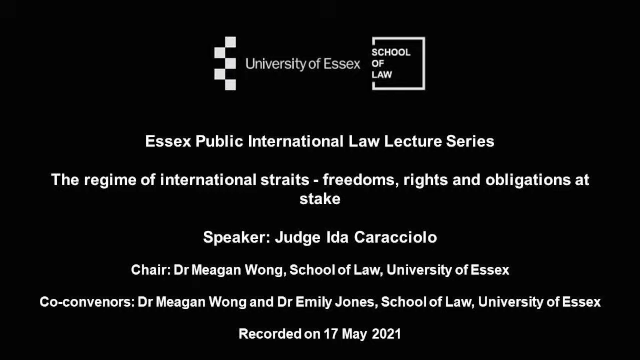 University of Essex
SCHOOL
OF
LAW
Essex Public International Law Lecture Series
The regime of international straits - freedoms, rights and obligations at
stake
Speaker: Judge Ida Caracciolo
Chair: Dr Meagan Wong, School of Law, University of Essex
Co-convenors: Dr Meagan Wong and Dr Emily Jones, School of Law, University of Essex
Recorded on 17 May 2021